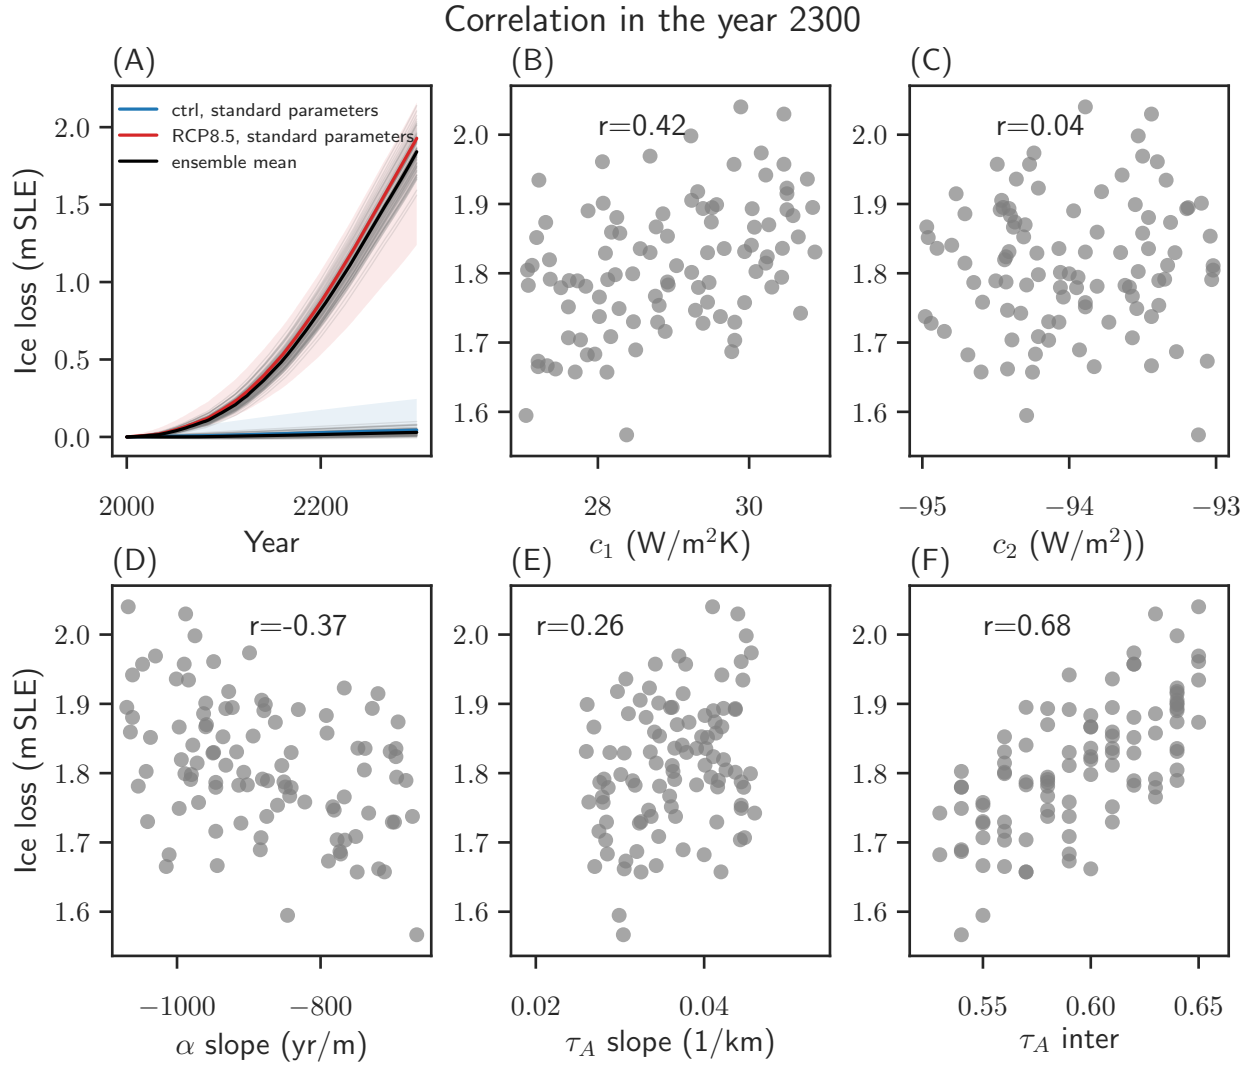 Correlation in the year 2300
(A)
(B)
(C)
ctrl, standard parameters
RCP8.5, standard parameters
ensemble mean
r=0.42
r=0.04
Ice loss (m SLE)
2.0
1.5
1.0
0.5
0.0
2.0
1.9
1.8
1.7
1.6
2.0
1.9
1.8
1.7
1.6
2000
2200
28
30
−95
−94
−93
Year
c₁ (W/m²K)
c₂ (W/m²))
(D)
(E)
(F)
r=-0.37
r=0.26
r=0.68
Ice loss (m SLE)
2.0
1.9
1.8
1.7
1.6
2.0
1.9
1.8
1.7
1.6
2.0
1.9
1.8
1.7
1.6
−1000
−800
0.02
0.04
0.55
0.60
0.65
α slope (yr/m)
τ_A slope (1/km)
τ_A inter